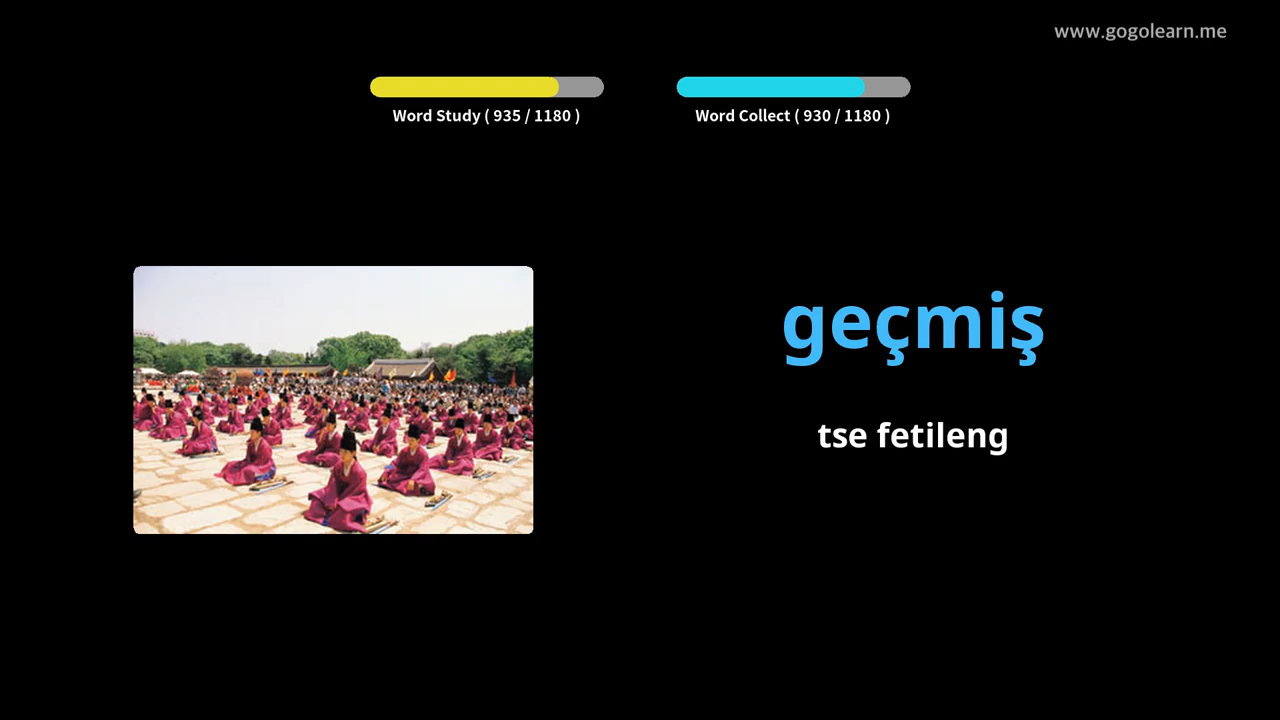 www.gogolearn.me
Word Study ( 935 / 1180 )
Word Collect ( 930 / 1180 )
geçmiş
tse fetileng